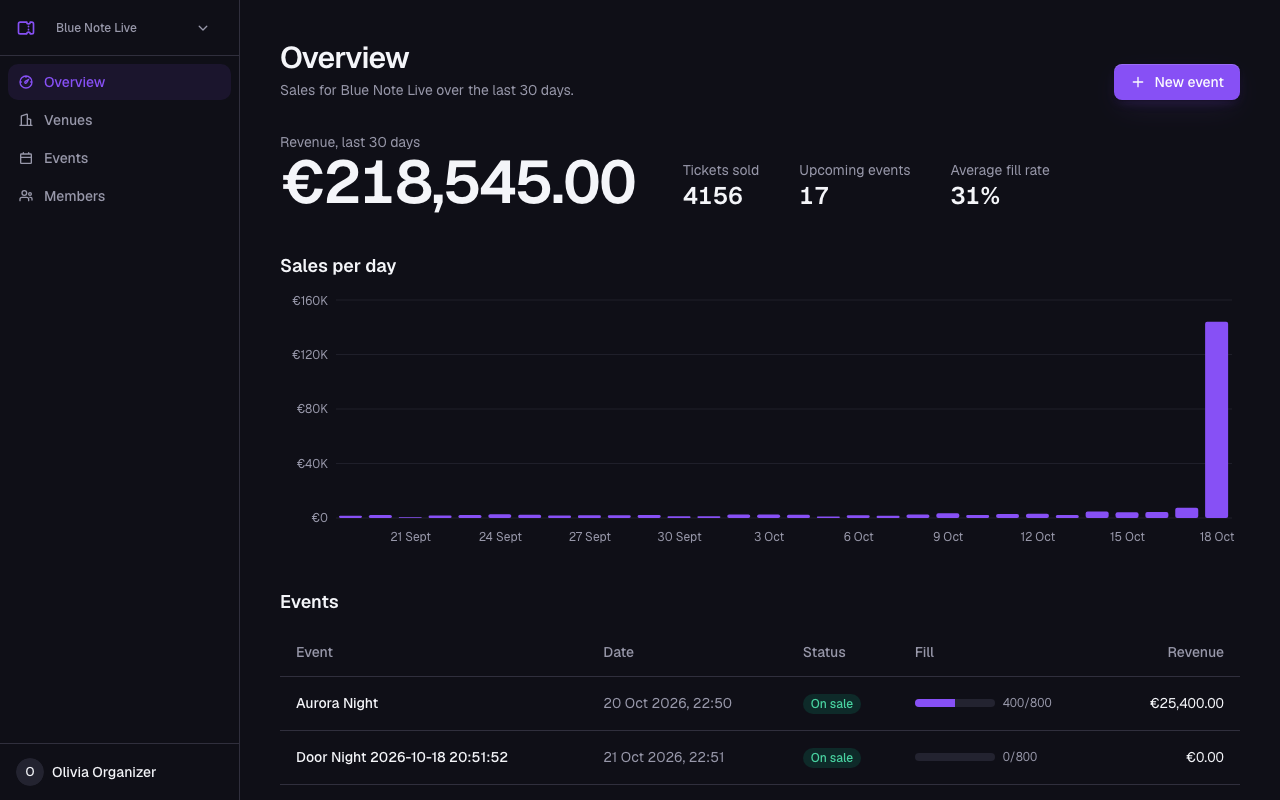 Blue Note Live
Overview
Venues
Events
Members
Olivia Organizer
O
Overview
Sales for Blue Note Live over the last 30 days.
New event
Revenue, last 30 days
€218,545.00
Tickets sold
4156
Upcoming events
17
Average fill rate
31%
Sales per day
€160K
€120K
€80K
€40K
€0
21 Sept 24 Sept 27 Sept 30 Sept 3 Oct 6 Oct 9 Oct 12 Oct 15 Oct 18 Oct
Events
Event Date Status Fill Revenue
Aurora Night 20 Oct 2026, 22:50 On sale 400/800 €25,400.00
Door Night 2026-10-18 20:51:52 21 Oct 2026, 22:51 On sale 0/800 €0.00